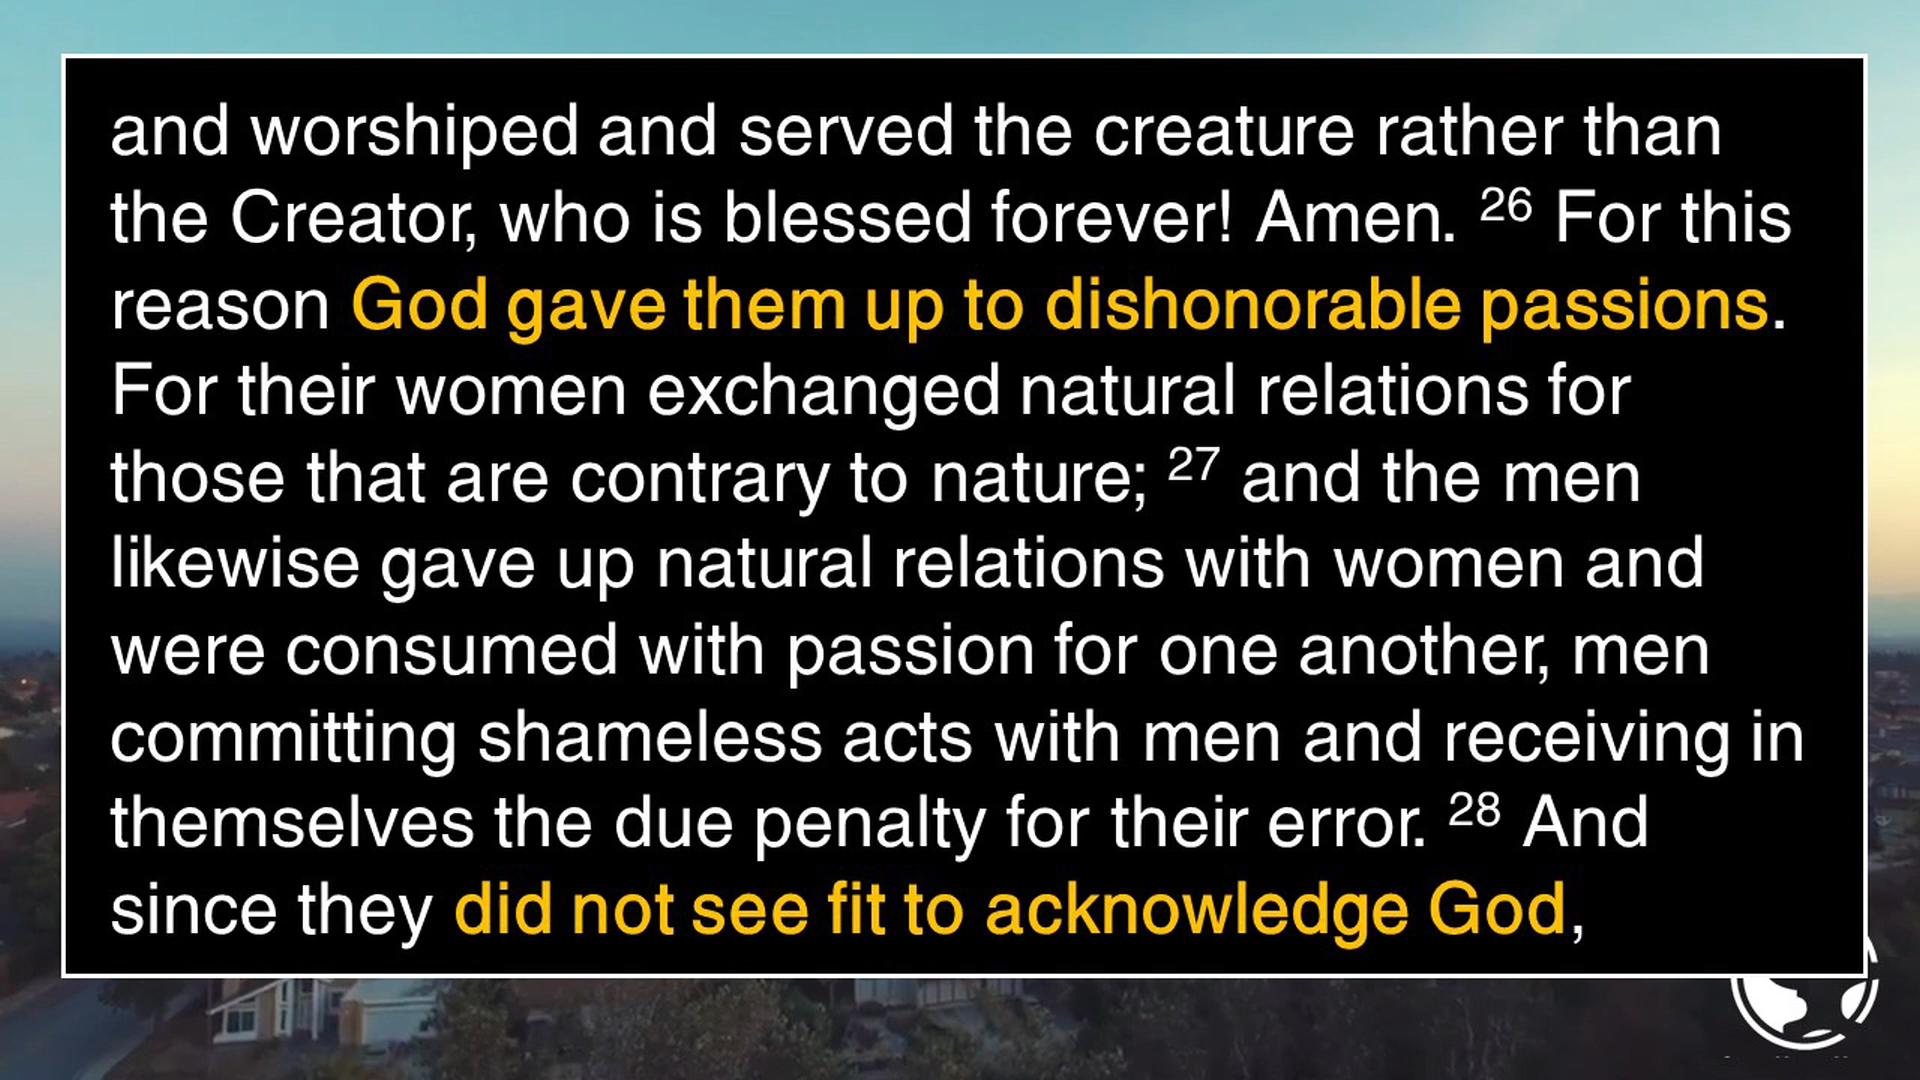 and worshiped and served the creature rather than
the Creator, who is blessed forever! Amen. 26 For this
reason God gave them up to dishonorable passions.
For their women exchanged natural relations for
those that are contrary to nature; 27 and the men
likewise gave up natural relations with women and
were consumed with passion for one another, men
committing shameless acts with men and receiving in
themselves the due penalty for their error. 28 And
since they did not see fit to acknowledge God,